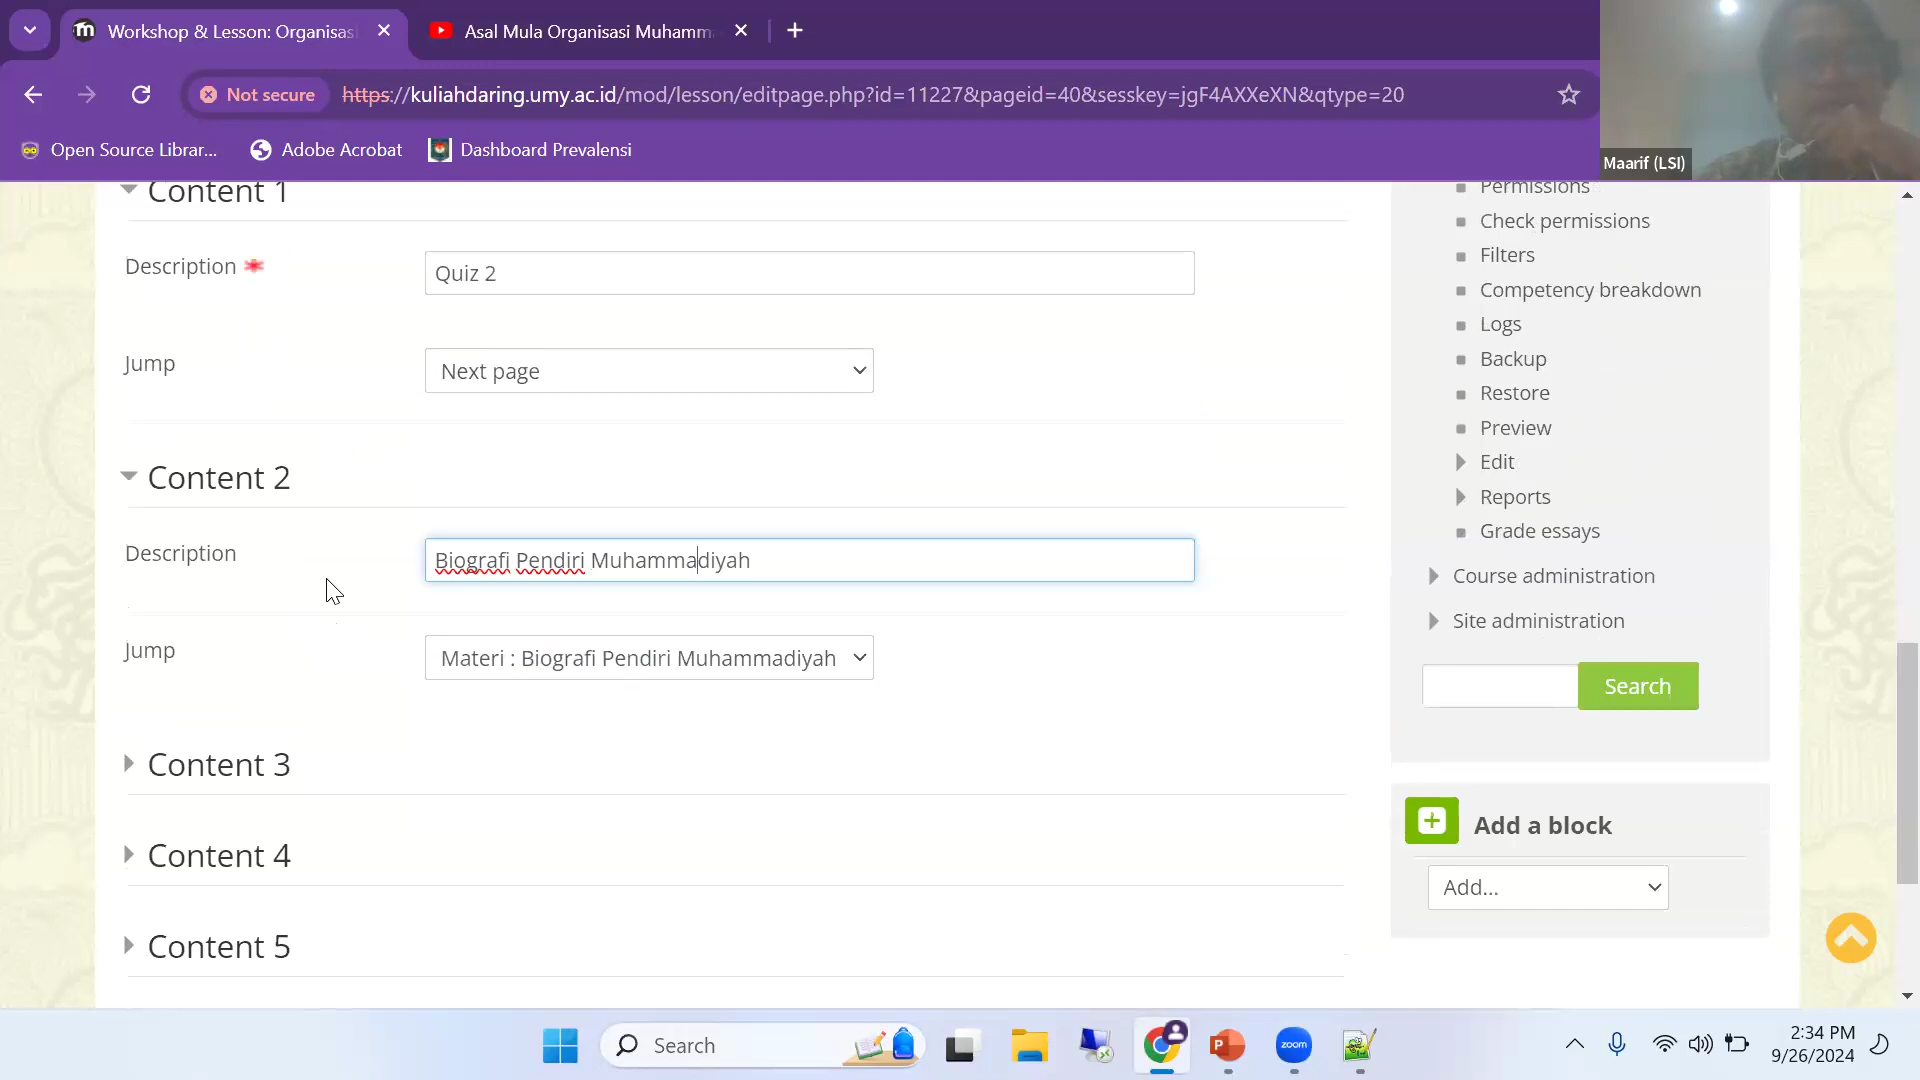 Workshop & Lesson: Organisas
Asal Mula Organisasi Muhamm
Not secure
https://kuliahdaring.umy.ac.id/mod/lesson/editpage.php?id=11227&pageid=40&sesskey=jgF4AXXeXN&qtype=20
Open Source Librar...
Adobe Acrobat
Dashboard Prevalensi
Maarif (LSI)
Content 1
Description
Quiz 2
Jump
Next page
Content 2
Description
Biografi Pendiri Muhammadiyah
Jump
Materi : Biografi Pendiri Muhammadiyah
Content 3
Content 4
Content 5
Permissions
Check permissions
Filters
Competency breakdown
Logs
Backup
Restore
Preview
Edit
Reports
Grade essays
Course administration
Site administration
Search
Add a block
Add...
Search
zoom
2:34 PM
9/26/2024